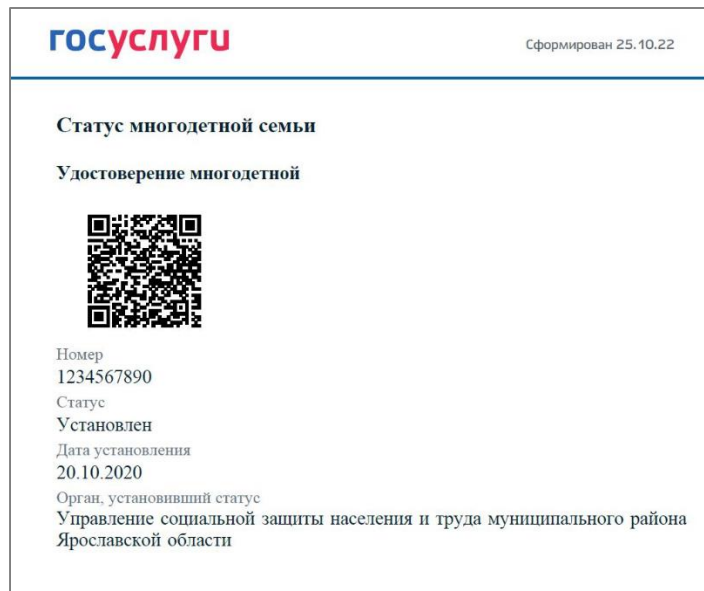 госуслуги
Сформирован 25.10.22
Статус многодетной семьи
Удостоверение многодетной
Номер
1234567890
Статус
Установлен
Дата установления
20.10.2020
Орган, установивший статус
Управление социальной защиты населения и труда муниципального района
Ярославской области